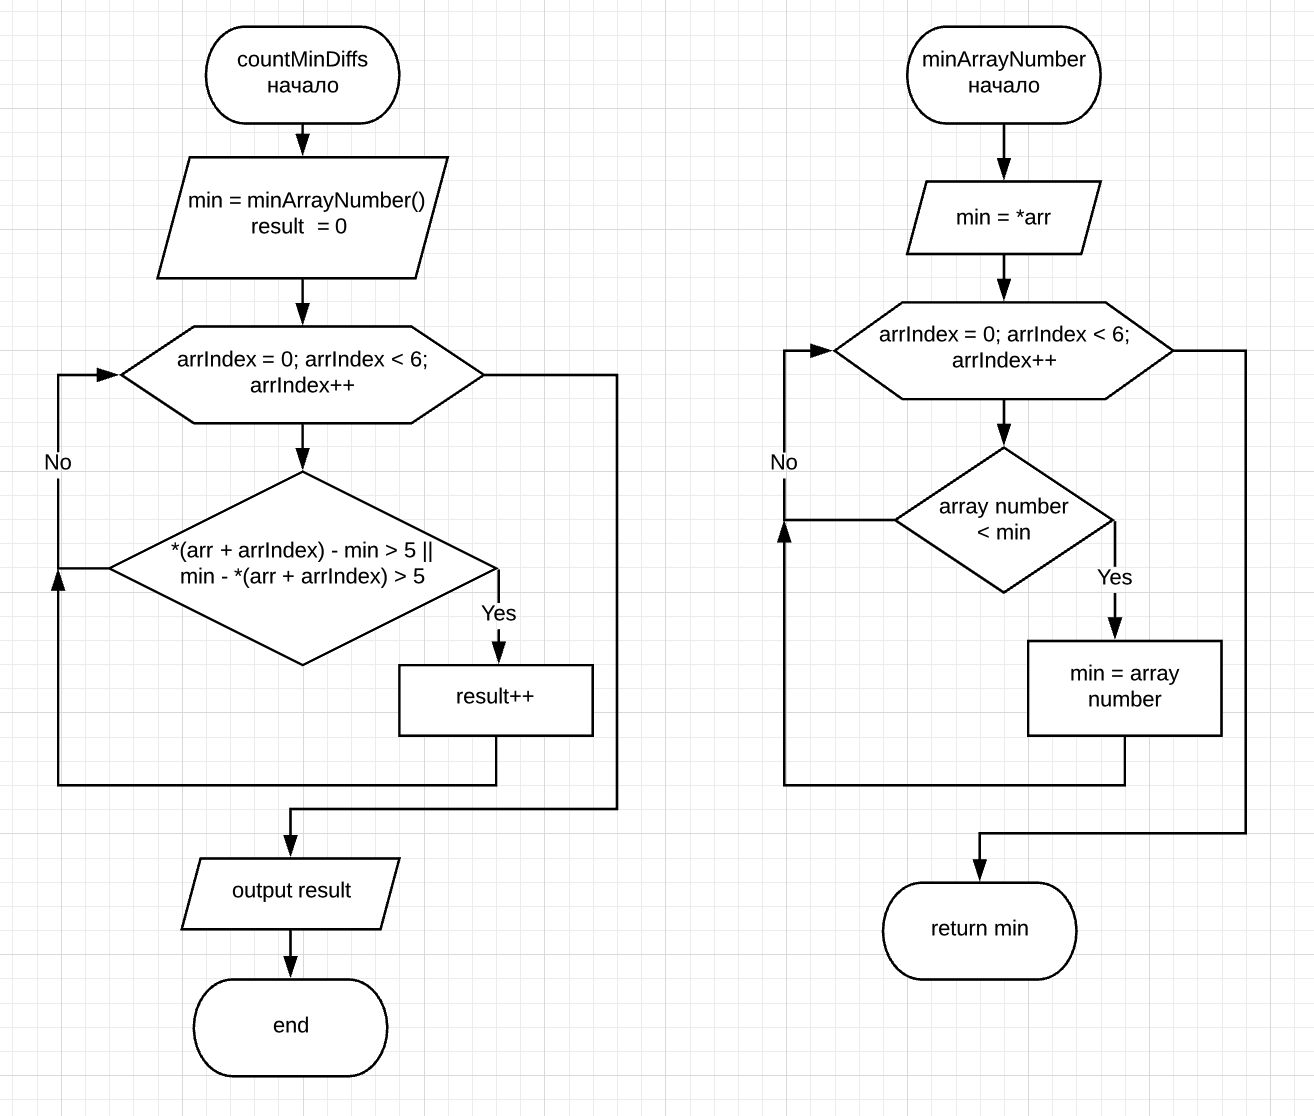 countMinDiffs
начало
min = minArrayNumber()
result  = 0
arrIndex = 0; arrIndex < 6;
arrIndex++
No
*(arr + arrIndex) - min > 5 ||
min - *(arr + arrIndex) > 5
Yes
result++
output result
end
minArrayNumber
начало
min = *arr
arrIndex = 0; arrIndex < 6;
arrIndex++
No
array number
< min
Yes
min = array
number
return min